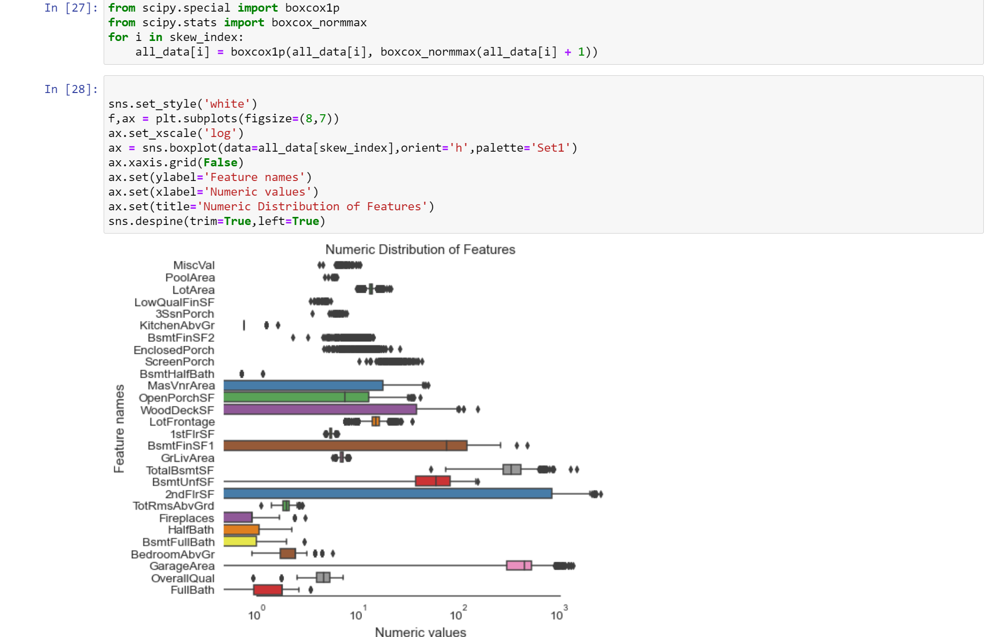 In [27]: from scipy.special import boxcox1p
from scipy.stats import boxcox_normmax
for i in skew_index:
    all_data[i] = boxcox1p(all_data[i], boxcox_normmax(all_data[i] + 1))
In [28]:
sns.set_style('white')
f,ax = plt.subplots(figsize=(8,7))
ax.set_xscale('log')
ax = sns.boxplot(data=all_data[skew_index],orient='h',palette='Set1')
ax.xaxis.grid(False)
ax.set(ylabel='Feature names')
ax.set(xlabel='Numeric values')
ax.set(title='Numeric Distribution of Features')
sns.despine(trim=True,left=True)
Numeric Distribution of Features
Feature names
MiscVal
PoolArea
LotArea
LowQualFinSF
3SsnPorch
KitchenAbvGr
BsmtFinSF2
EnclosedPorch
ScreenPorch
BsmtHalfBath
MasVnrArea
OpenPorchSF
WoodDeckSF
LotFrontage
1stFlrSF
BsmtFinSF1
GrLivArea
TotalBsmtSF
BsmtUnfSF
2ndFlrSF
TotRmsAbvGrd
Fireplaces
HalfBath
BsmtFullBath
BedroomAbvGr
GarageArea
OverallQual
FullBath
10^0 10^1 10^2 10^3
Numeric values